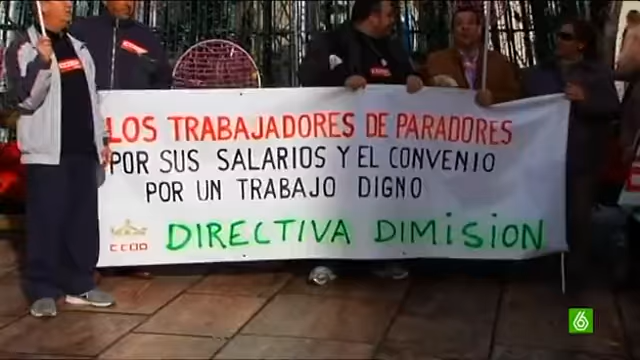 LOS TRABAJADORES DE PARADORES
POR SUS SALARIOS Y EL CONVENIO
POR UN TRABAJO DIGNO
DIRECTIVA DIMISION
CCOO
6